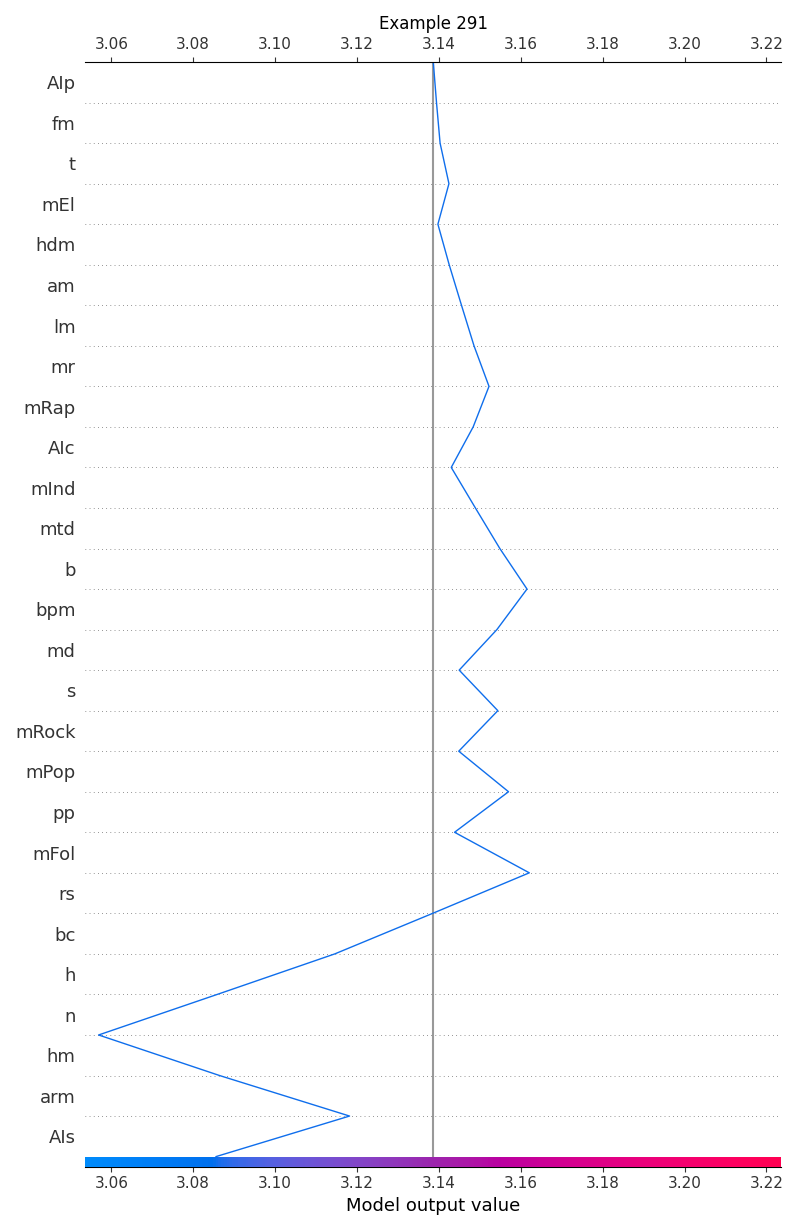 Example 291
3.06 3.08 3.10 3.12 3.14 3.16 3.18 3.20 3.22
AIp
fm
t
mEl
hdm
am
lm
mr
mRap
AIc
mInd
mtd
b
bpm
md
s
mRock
mPop
pp
mFol
rs
bc
h
n
hm
arm
AIs
3.06 3.08 3.10 3.12 3.14 3.16 3.18 3.20 3.22
Model output value